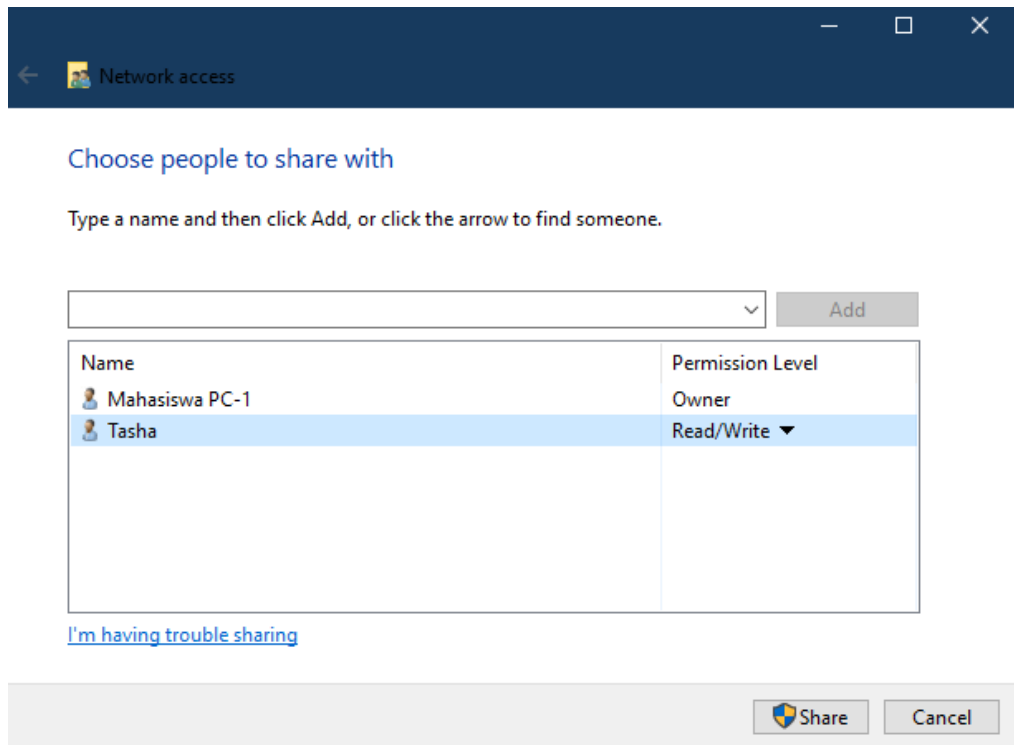 Network access
Choose people to share with
Type a name and then click Add, or click the arrow to find someone.
Add
Name Permission Level
Mahasiswa PC-1 Owner
Tasha Read/Write
I'm having trouble sharing
Share Cancel